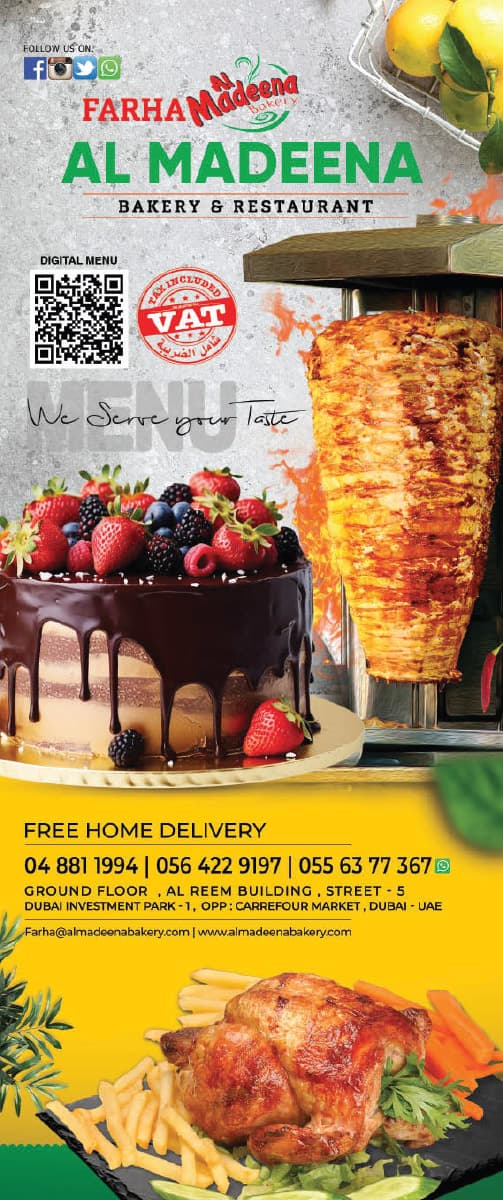 FOLLOW US ON:
FARHA Al Madeena Bakery
AL MADEENA
BAKERY & RESTAURANT
DIGITAL MENU
TAX INCLUDED
VAT
شامل الضريبة
MENU
We Serve your Taste
FREE HOME DELIVERY
04 881 1994 | 056 422 9197 | 055 63 77 367
GROUND FLOOR , AL REEM BUILDING , STREET - 5
DUBAI INVESTMENT PARK - 1 , OPP : CARREFOUR MARKET , DUBAI - UAE
Farha@almadeenabakery.com | www.almadeenabakery.com